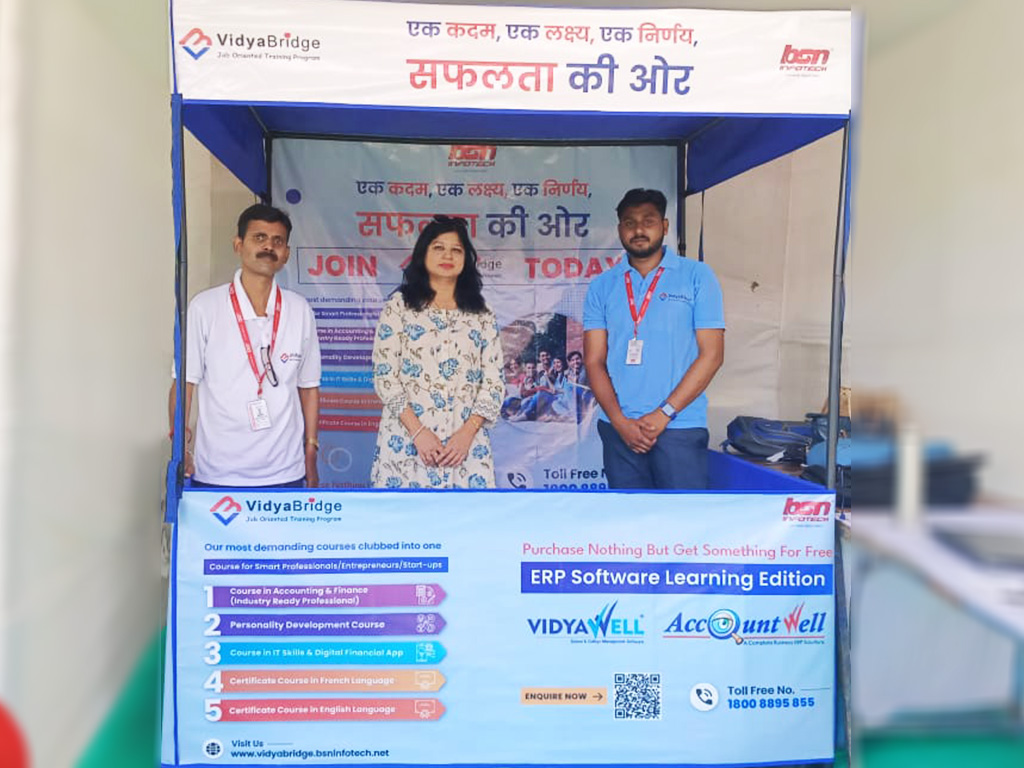 VidyaBridge
Job Oriented Training Program
एक कदम, एक लक्ष्य, एक निर्णय,
सफलता की ओर
bsn
INFOTECH
bsn
INFOTECH
एक कदम, एक लक्ष्य, एक निर्णय,
की ओर
JOIN
TODAY
Toll Free
VidyaBridge
Job Oriented Training Program
bsn
INFOTECH
Our most demanding courses clubbed into one
Course for Smart Professionals/Entrepreneurs/Start-ups
1 Course in Accounting & Finance
(Industry Ready Professional)
2 Personality Development Course
3 Course in IT Skills & Digital Financial App
4 Certificate Course in French Language
5 Certificate Course in English Language
Visit Us
www.vidyabridge.bsninfotech.net
Purchase Nothing But Get Something For Free
ERP Software Learning Edition
VIDYAWELL
AccountWell
A Complete Business ERP Solutions
ENQUIRE NOW
Toll Free No.
1800 8895 855